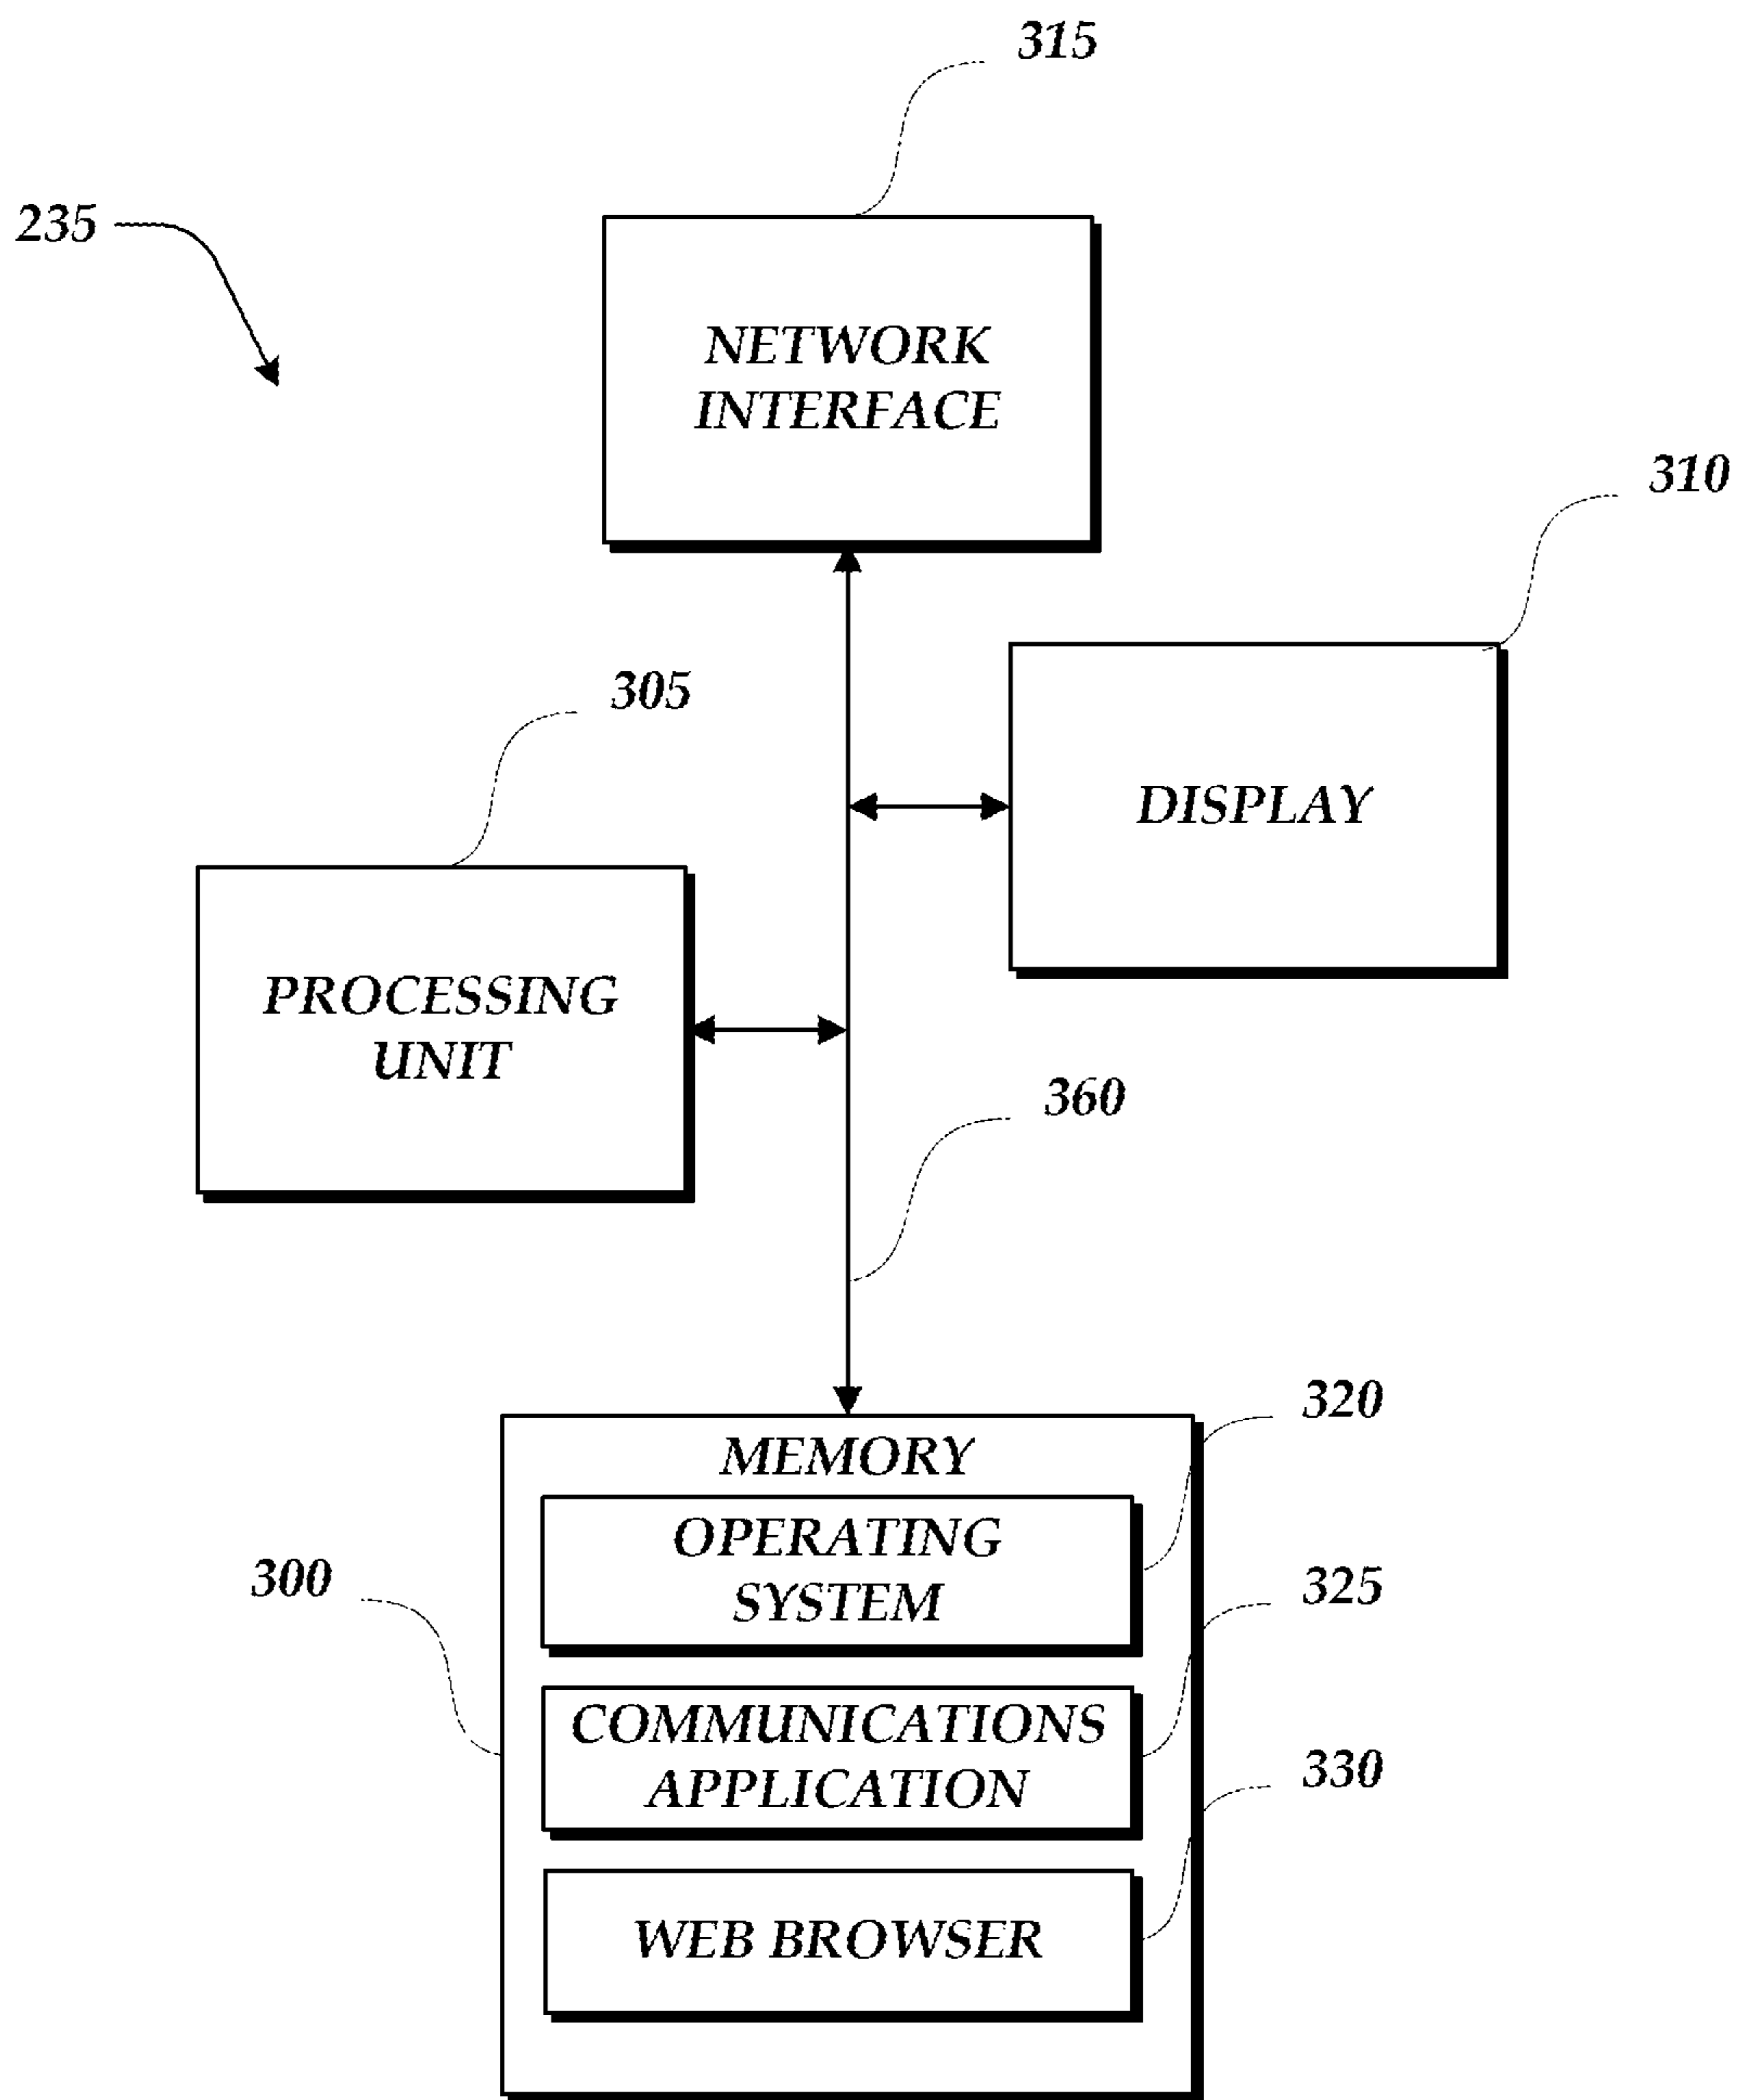 315
235
NETWORK
INTERFACE
310
305
DISPLAY
PROCESSING
UNIT
360
320
MEMORY
OPERATING
SYSTEM
300
325
COMMUNICATIONS
APPLICATION
330
WEB BROWSER